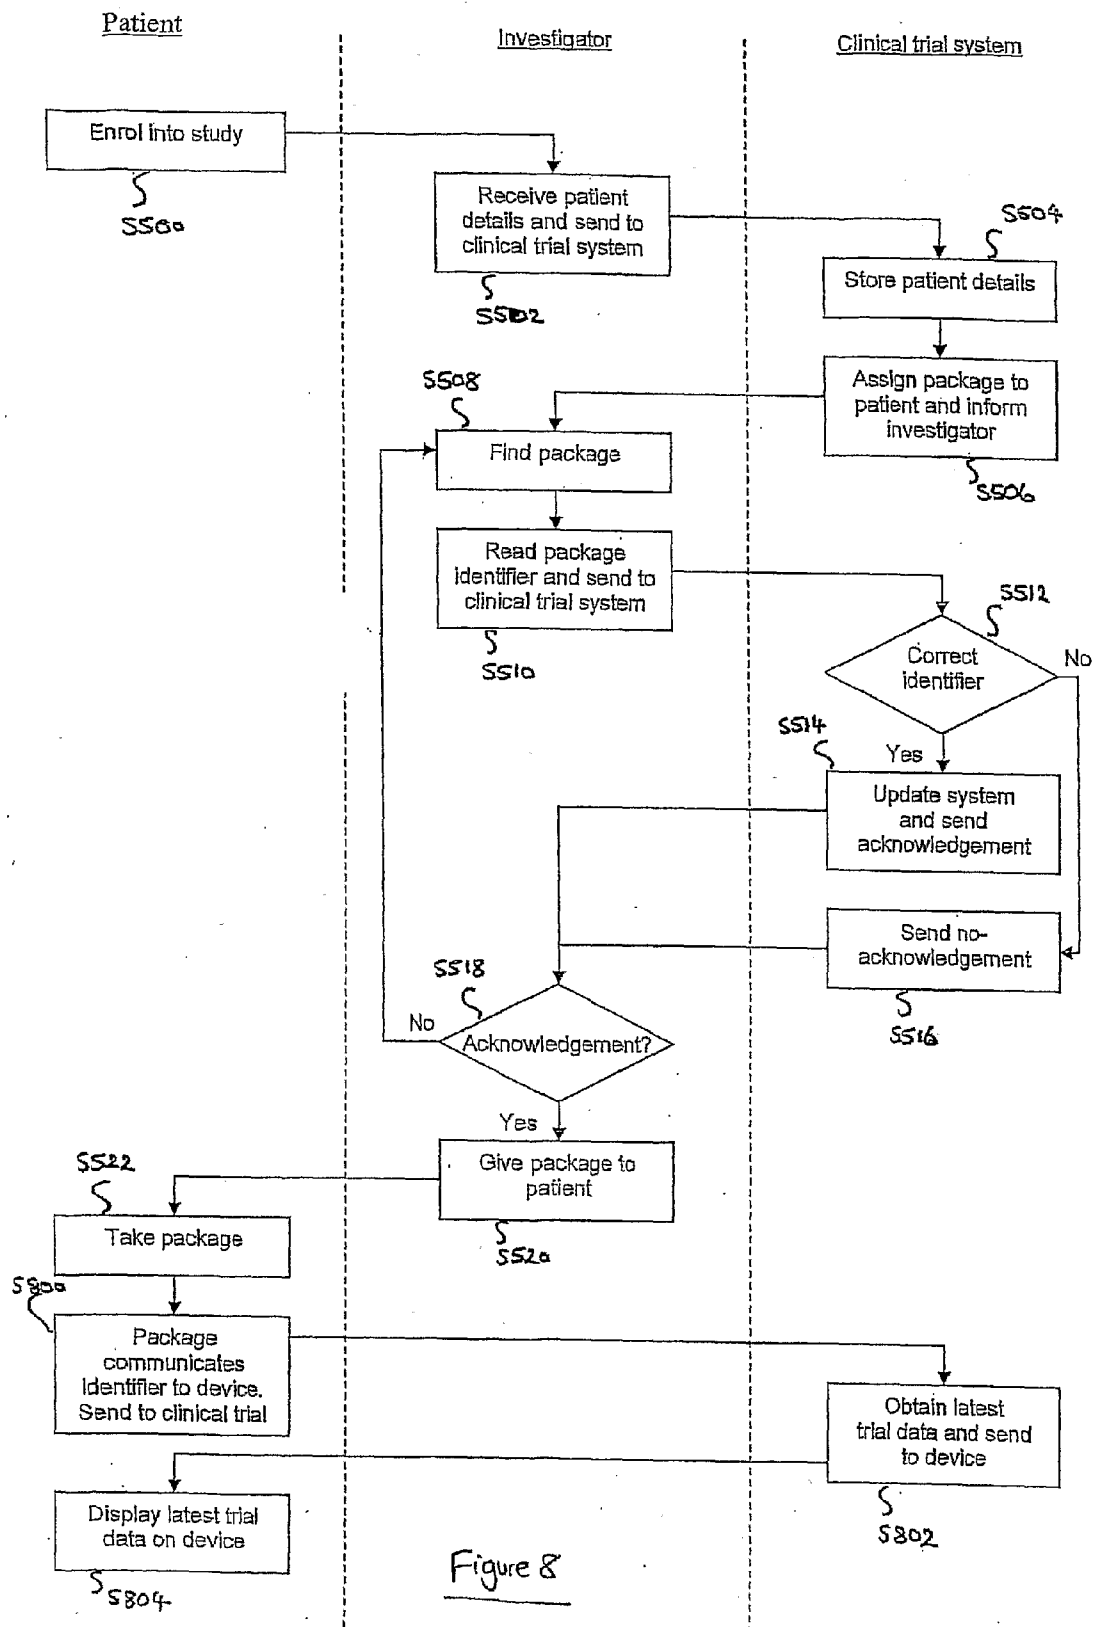 Patient
Investigator
Clinical trial system
Enrol into study
S500
Receive patient
details and send to
clinical trial system
S502
S504
Store patient details
Assign package to
patient and inform
investigator
S506
S508
Find package
Read package
identifier and send to
clinical trial system
S510
S512
Correct
identifier
No
Yes
S514
Update system
and send
acknowledgement
Send no-
acknowledgement
S516
S518
No
Acknowledgement?
Yes
Give package to
patient
S520
S522
Take package
S800
Package
communicates
identifier to device.
Send to clinical trial
Obtain latest
trial data and send
to device
S802
Display latest trial
data on device
S804
Figure 8